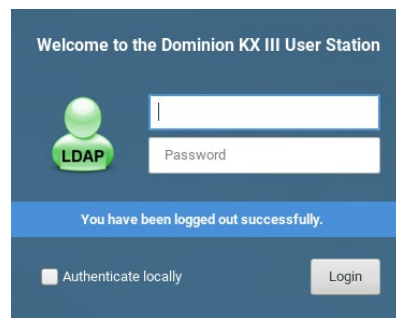 Welcome to the Dominion KX III User Station
LDAP
Password
You have been logged out successfully.
Authenticate locally
Login